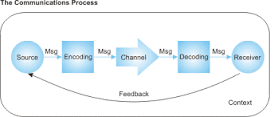 The Communications Process
Msg Msg Msg Msg
Source Encoding Channel Decoding Receiver
Feedback
Context